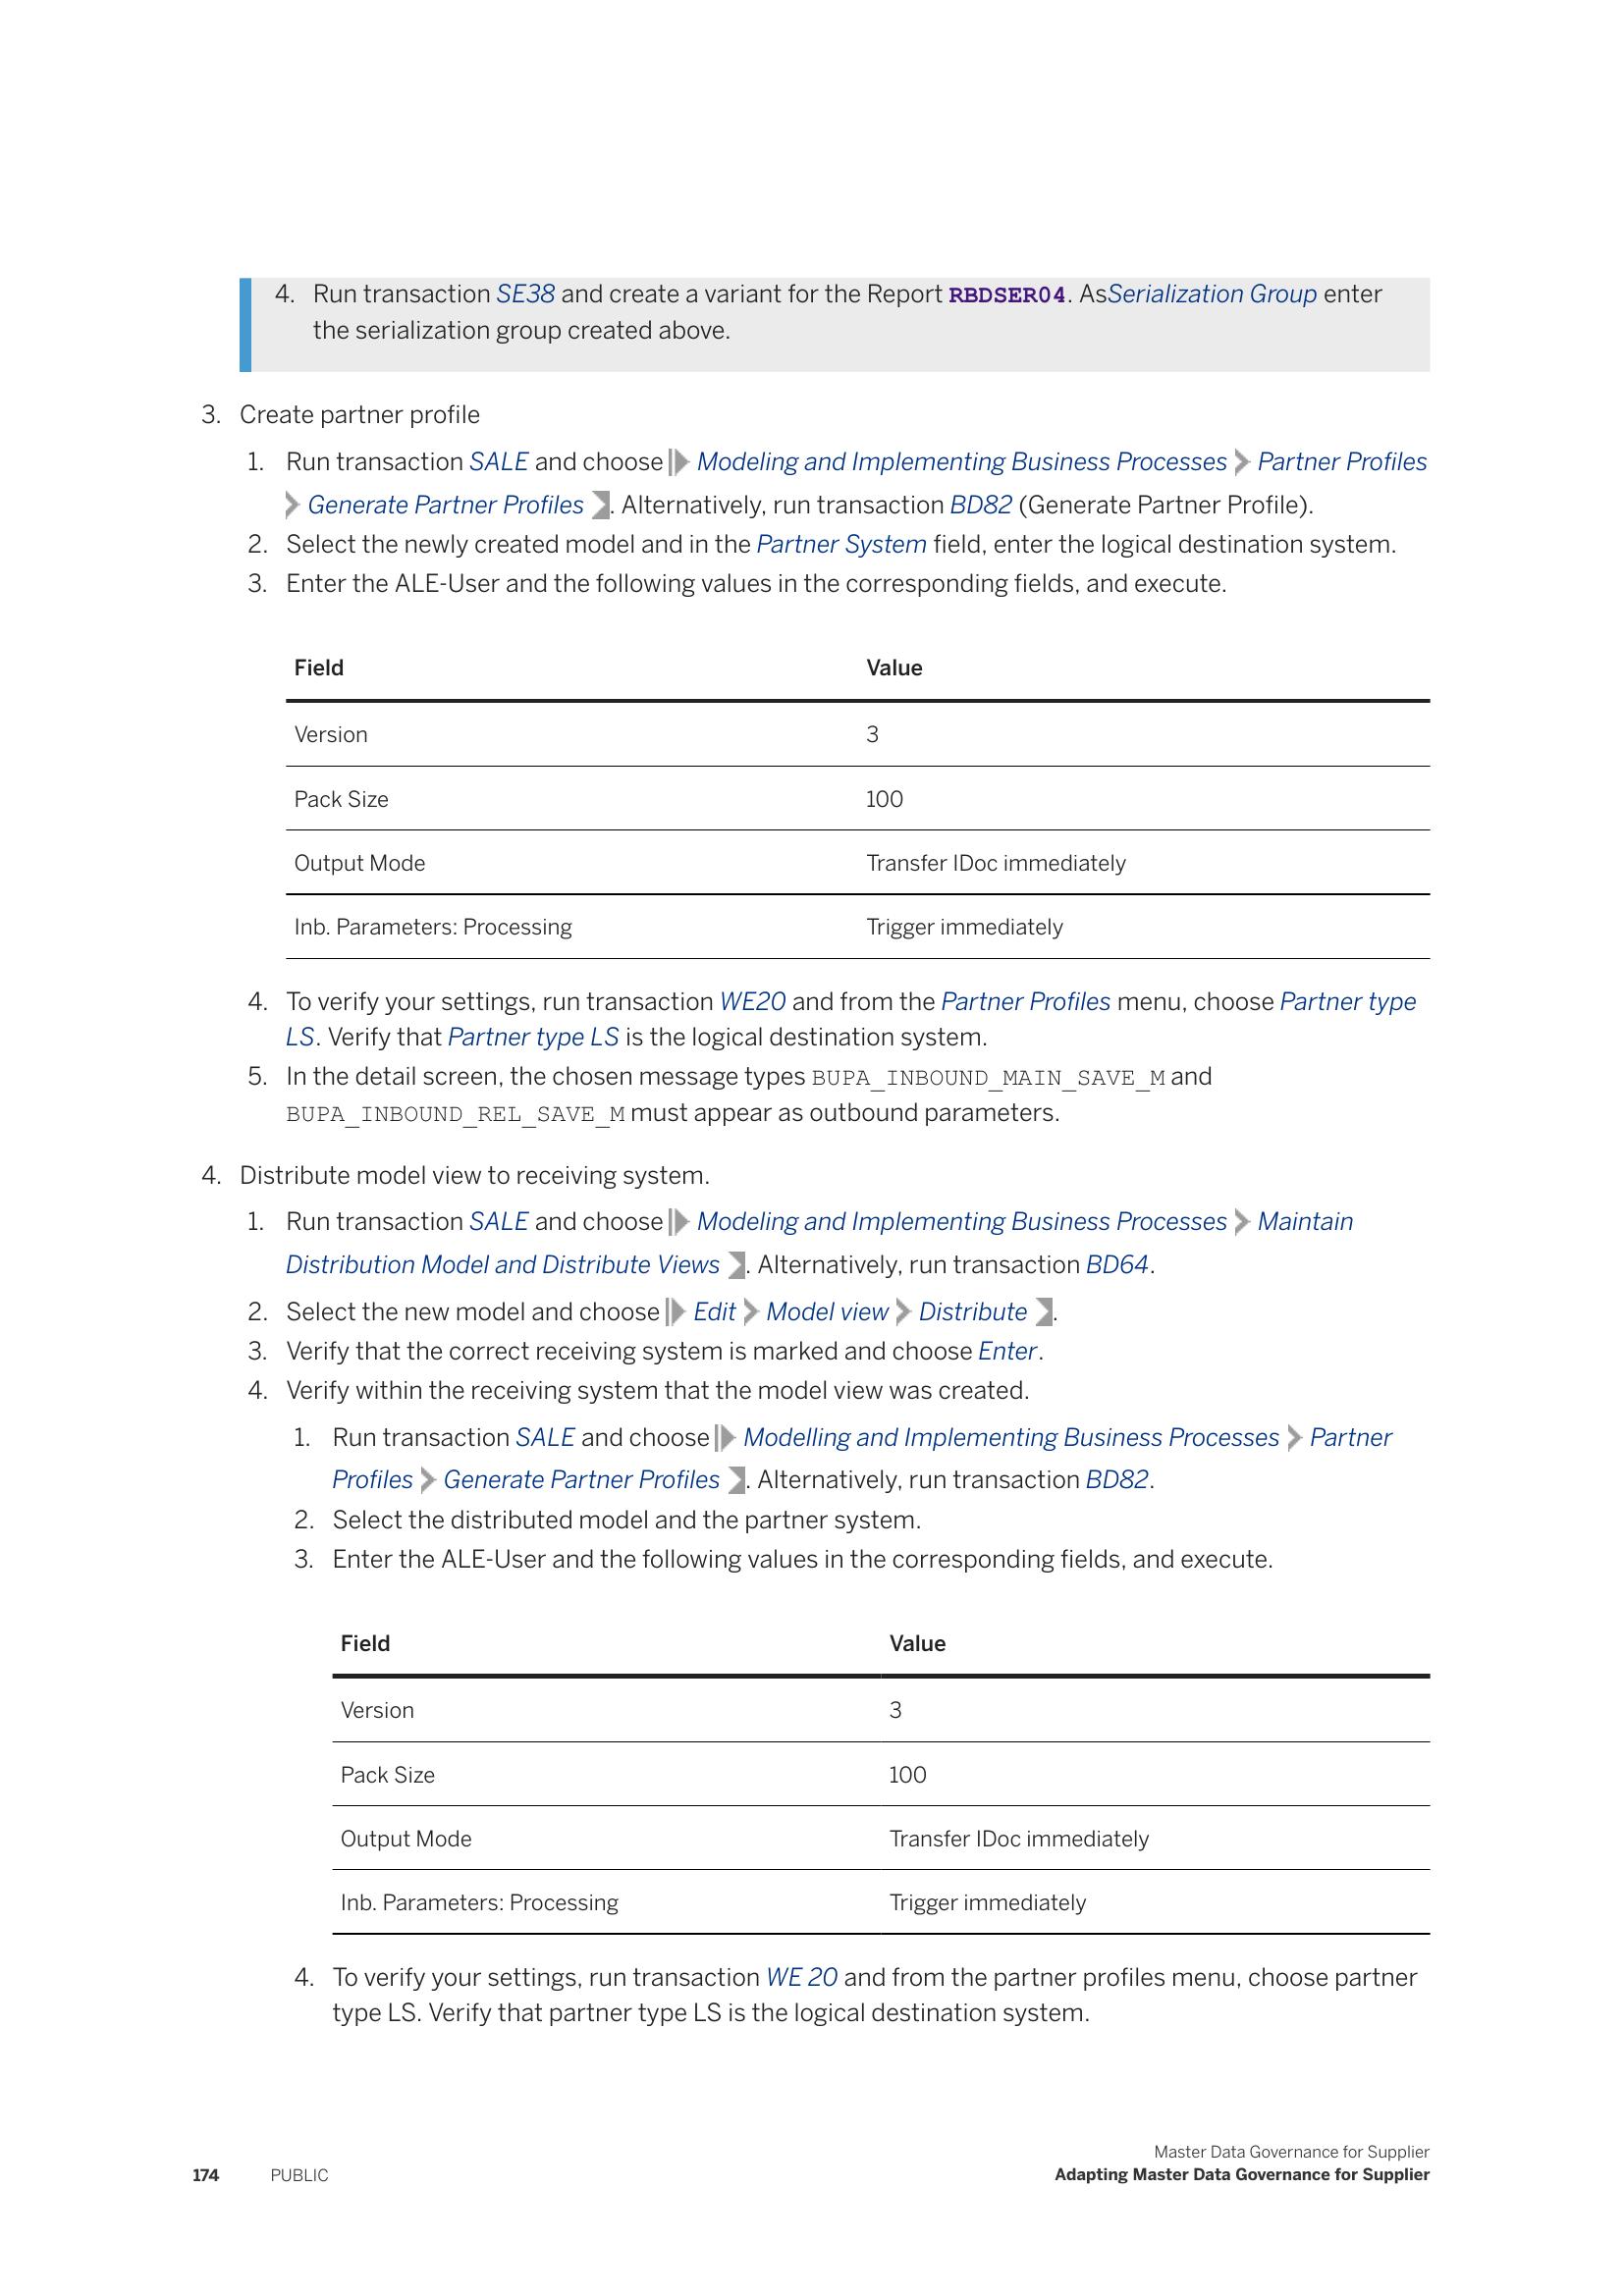 4. Run transaction SE38 and create a variant for the Report RBDSER04. AsSerialization Group enter
the serialization group created above.
3. Create partner profile
1. Run transaction SALE and choose Modeling and Implementing Business Processes Partner Profiles
Generate Partner Profiles . Alternatively, run transaction BD82 (Generate Partner Profile).
2. Select the newly created model and in the Partner System field, enter the logical destination system.
3. Enter the ALE-User and the following values in the corresponding fields, and execute.
Field Value
Version 3
Pack Size 100
Output Mode Transfer IDoc immediately
Inb. Parameters: Processing Trigger immediately
4. To verify your settings, run transaction WE20 and from the Partner Profiles menu, choose Partner type
LS. Verify that Partner type LS is the logical destination system.
5. In the detail screen, the chosen message types BUPA_INBOUND_MAIN_SAVE_M and
BUPA_INBOUND_REL_SAVE_M must appear as outbound parameters.
4. Distribute model view to receiving system.
1. Run transaction SALE and choose Modeling and Implementing Business Processes Maintain
Distribution Model and Distribute Views . Alternatively, run transaction BD64.
2. Select the new model and choose Edit Model view Distribute .
3. Verify that the correct receiving system is marked and choose Enter.
4. Verify within the receiving system that the model view was created.
1. Run transaction SALE and choose Modelling and Implementing Business Processes Partner
Profiles Generate Partner Profiles . Alternatively, run transaction BD82.
2. Select the distributed model and the partner system.
3. Enter the ALE-User and the following values in the corresponding fields, and execute.
Field Value
Version 3
Pack Size 100
Output Mode Transfer IDoc immediately
Inb. Parameters: Processing Trigger immediately
4. To verify your settings, run transaction WE 20 and from the partner profiles menu, choose partner
type LS. Verify that partner type LS is the logical destination system.
Master Data Governance for Supplier
174 PUBLIC Adapting Master Data Governance for Supplier